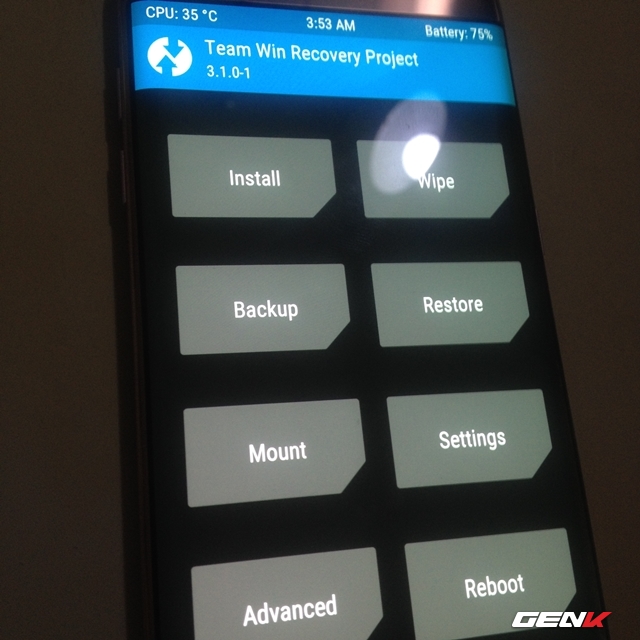 CPU: 35 °C 3:53 AM Battery: 75%
Team Win Recovery Project
3.1.0-1
Install Wipe
Backup Restore
Mount Settings
Advanced Reboot
GENK